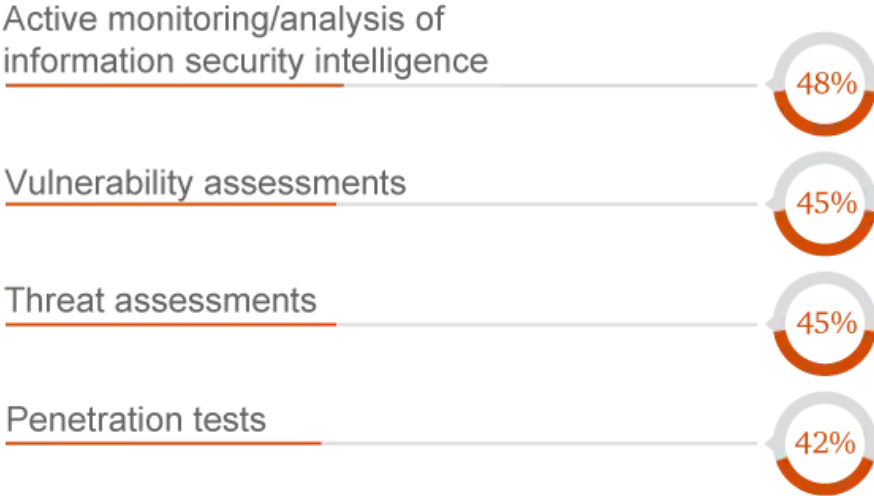 Active monitoring/analysis of
information security intelligence
48%
Vulnerability assessments
45%
Threat assessments
45%
Penetration tests
42%